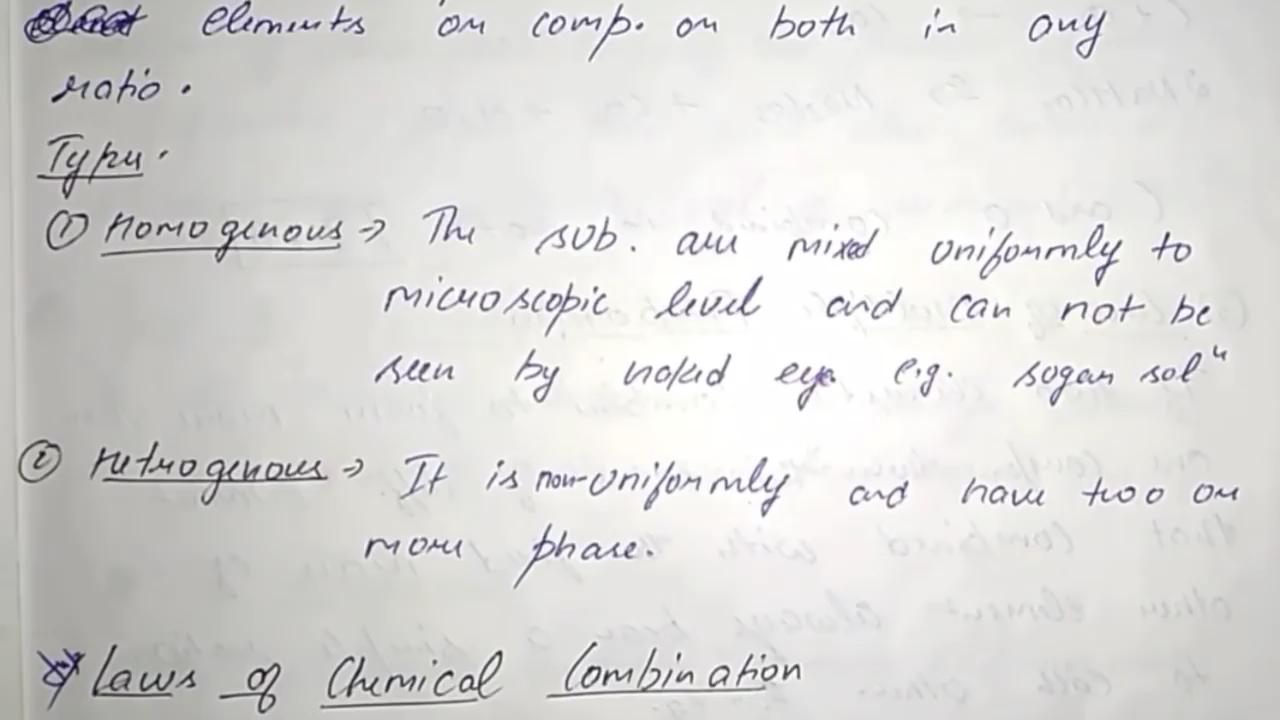 elements or comp. or both in any
ratio.
Types.
① Homogenous → The sub. are mixed uniformly to
microscopic level and can not be
seen by naked eye e.g. sugar solⁿ
② Hetrogenous → It is non-uniformly and have two or
more phase.
Laws of Chemical Combination